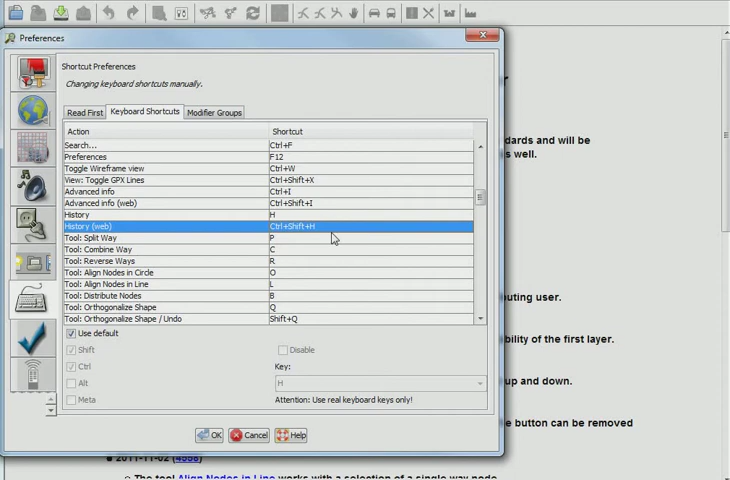 Preferences
Shortcut Preferences
Changing keyboard shortcuts manually.
Read First
Keyboard Shortcuts
Modifier Groups
Action Shortcut
Search... Ctrl+F
Preferences F12
Toggle Wireframe view Ctrl+W
View: Toggle GPX Lines Ctrl+Shift+X
Advanced info Ctrl+I
Advanced info (web) Ctrl+Shift+I
History H
History (web) Ctrl+Shift+H
Tool: Split Way P
Tool: Combine Way C
Tool: Reverse Ways R
Tool: Align Nodes in Circle O
Tool: Align Nodes in Line L
Tool: Distribute Nodes B
Tool: Orthogonalize Shape Q
Tool: Orthogonalize Shape / Undo Shift+Q
Use default
Shift Disable
Ctrl Key:
Alt H
Meta Attention: Use real keyboard keys only!
OK Cancel Help
dards and will be
s well.
buting user.
bility of the first layer.
up and down.
e button can be removed
2011-11-02 (4558)
The tool Align Nodes in Line works with a selection of a single way node